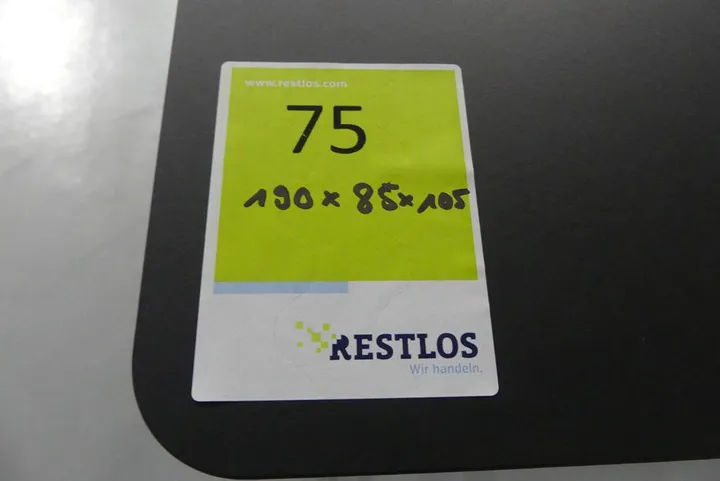 www.restlos.com
75
190 x 85 x 105
RESTLOS
Wir handeln.